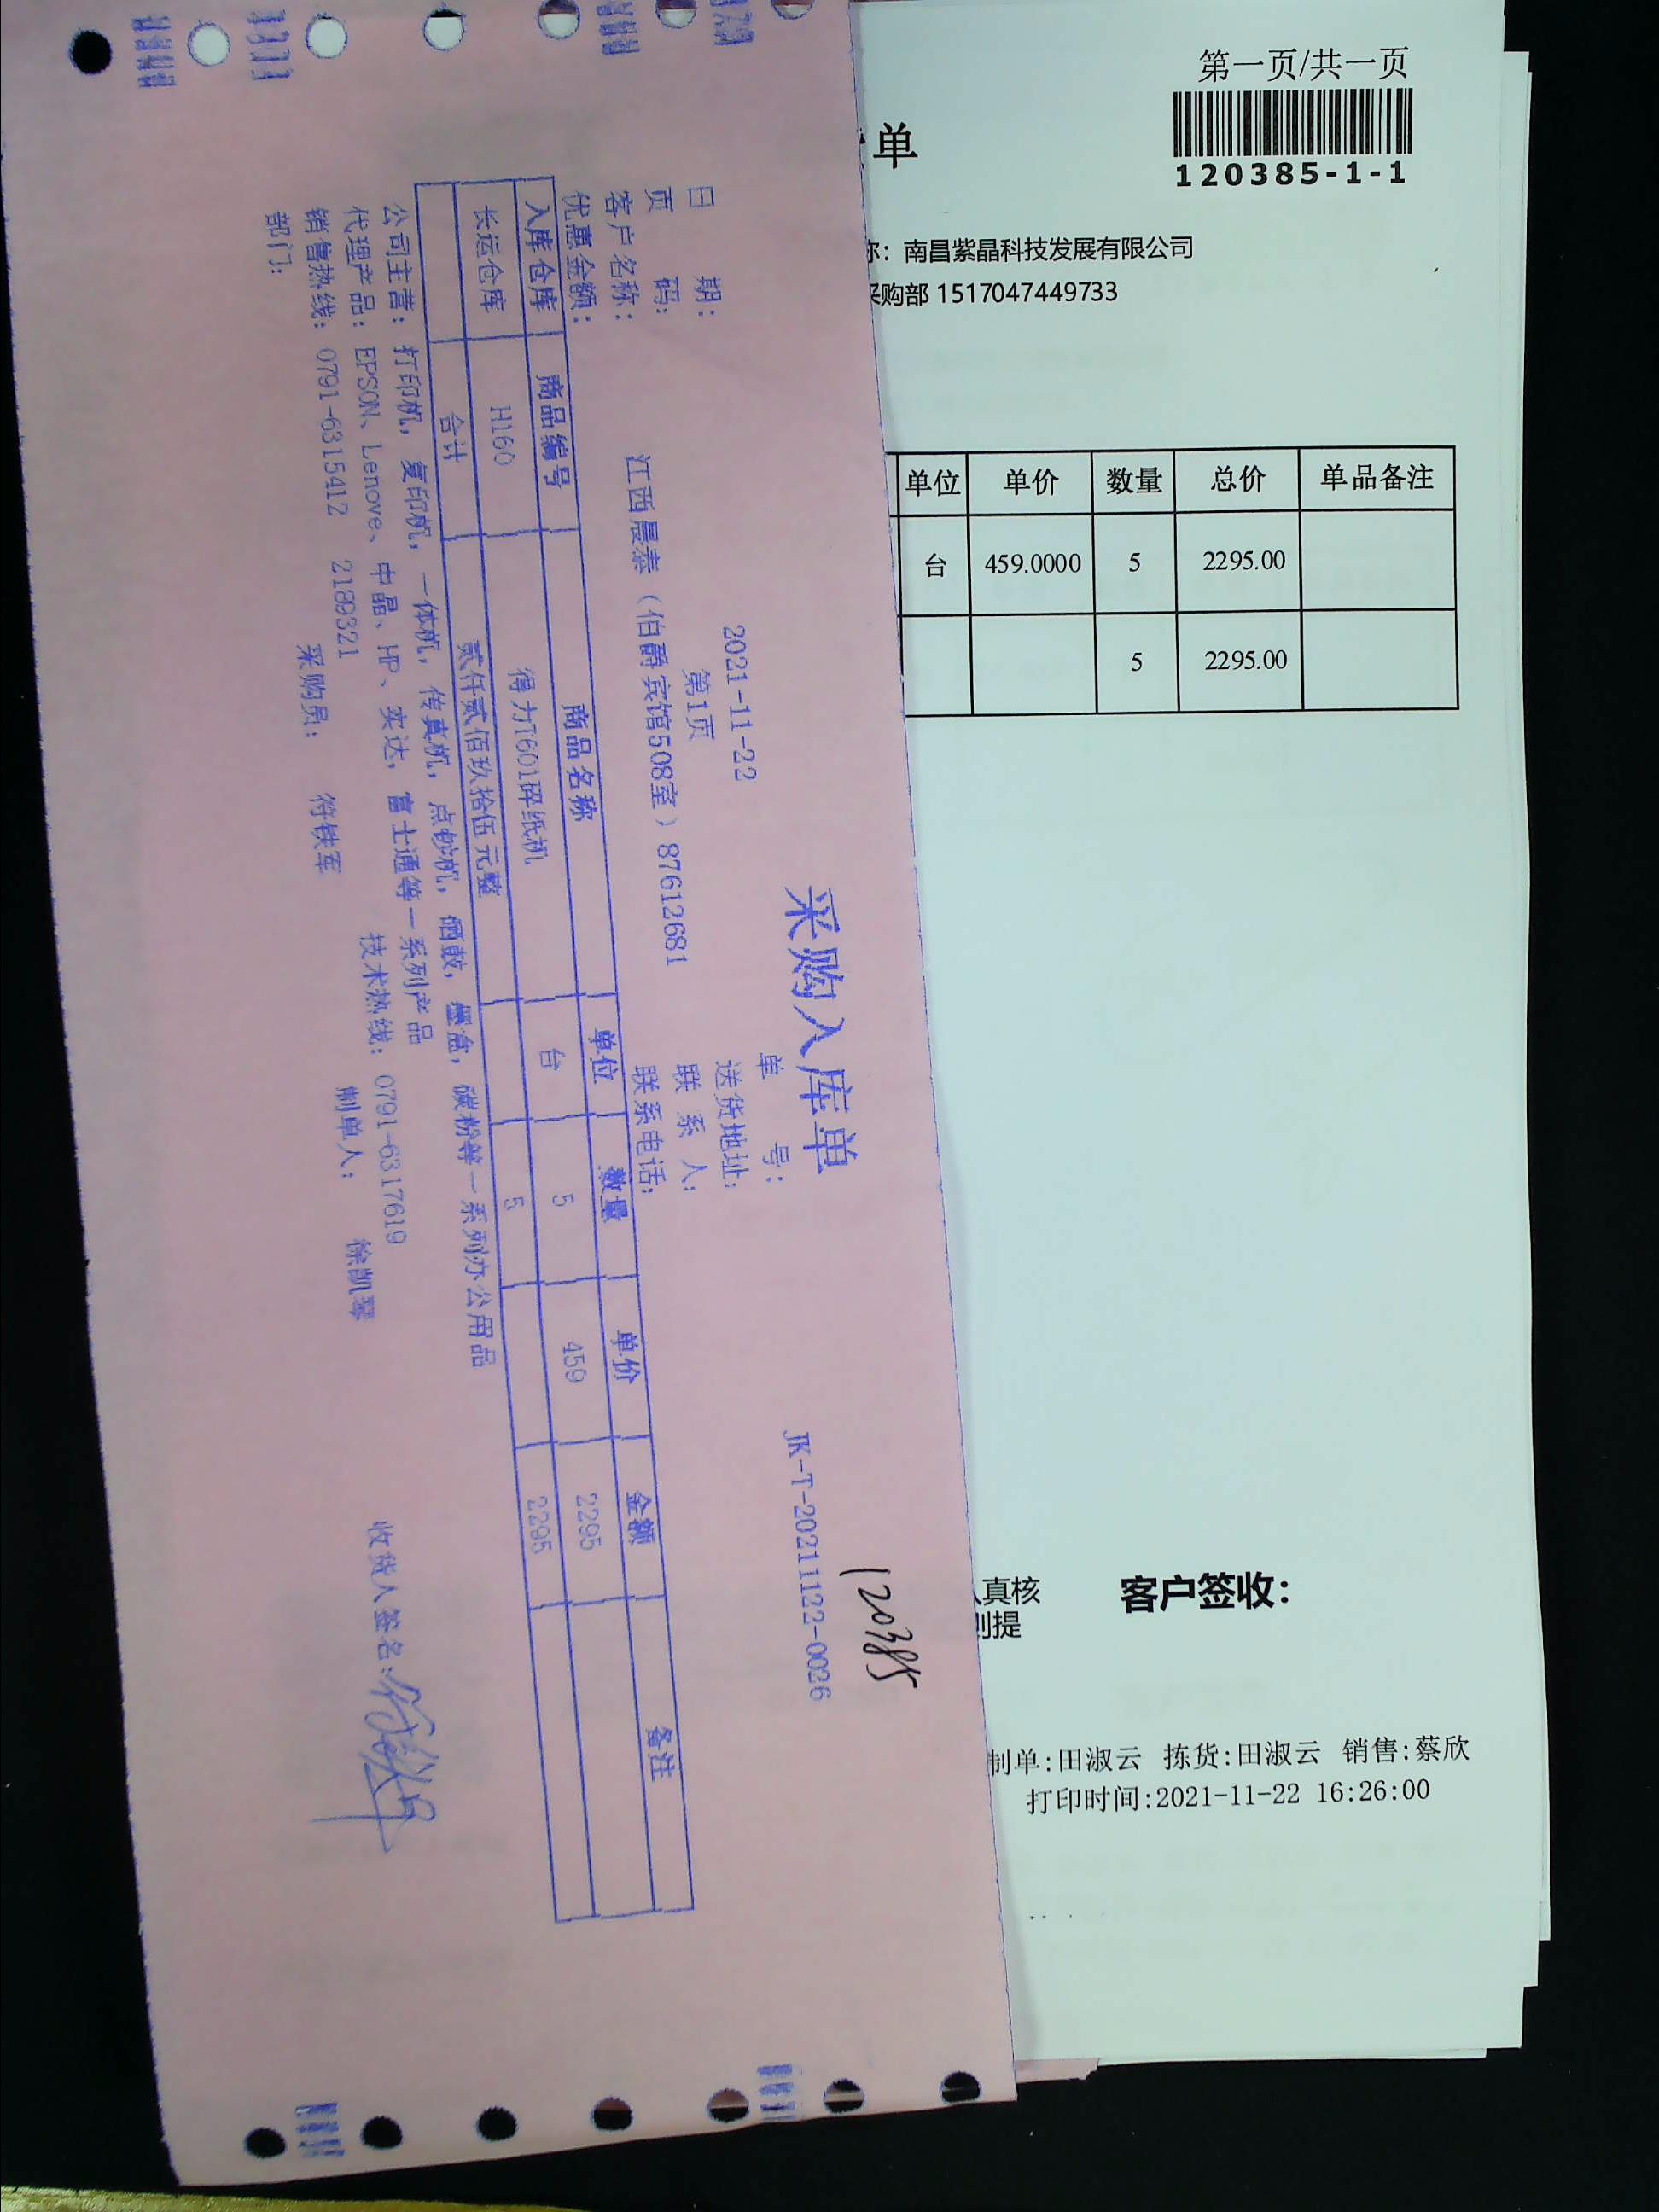 采购入库单
120385
日 期: 2021-11-22 单 号: JK-T-20211122-0026
页 码: 第1页 送货地址:
客户名称: 江西晨泰（伯爵宾馆508室）87612681 联 系 人:
优惠金额: 联系电话:
入库仓库 商品编号 商品名称 单位 数量 单价 金额 备注
长运仓库 H160 得力T601碎纸机 台 5 459 2295
合计 贰仟贰佰玖拾伍元整 5 2295
公司主营: 打印机, 复印机, 一体机, 传真机, 点钞机, 硒鼓, 墨盒, 碳粉等一系列办公用品
代理产品: EPSON、Lenove、中晶、HP、实达, 富士通等一系列产品
销售热线: 0791-6315412 2189321 技术热线: 0791-6317619
部门: 采购员: 符铁军 制单人: 徐凯琴 收货人签名:
第一页/共一页
120385-1-1
单
称: 南昌紫晶科技发展有限公司
采购部 1517047449733
单位 单价 数量 总价 单品备注
台 459.0000 5 2295.00
5 2295.00
真核
则提
客户签收:
制单:田淑云 拣货:田淑云 销售:蔡欣
打印时间:2021-11-22 16:26:00